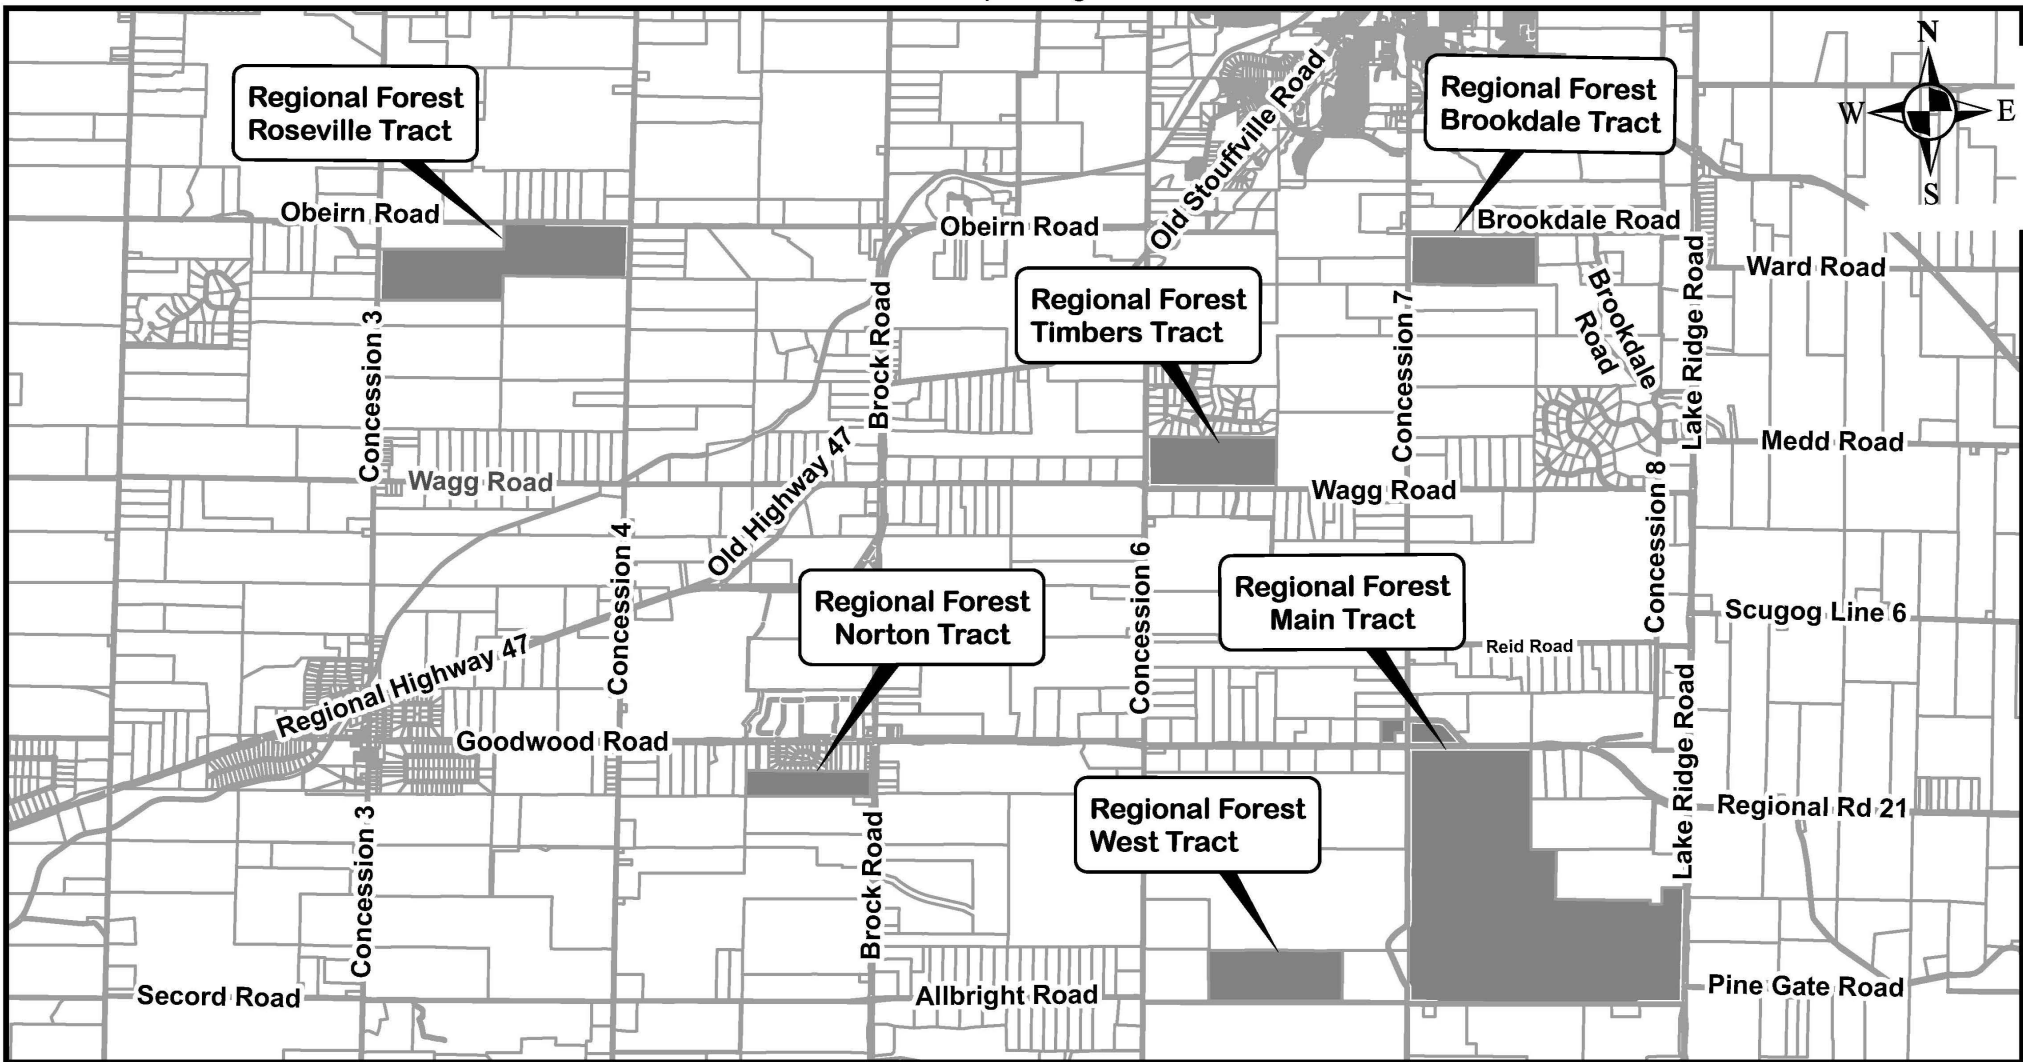 N
W
E
S
Regional Forest
Roseville Tract
Regional Forest
Brookdale Tract
Old Stouffville Road
Obeirn Road
Obeirn Road
Brookdale Road
Ward Road
Regional Forest
Timbers Tract
Brookdale
Road
Lake Ridge Road
Concession 3
Brock Road
Concession 7
Medd Road
Wagg Road
Wagg Road
Old Highway 47
Concession 8
Concession 4
Concession 6
Regional Forest
Norton Tract
Regional Forest
Main Tract
Scugog Line 6
Reid Road
Regional Highway 47
Goodwood Road
Lake Ridge Road
Regional Forest
West Tract
Regional Rd 21
Concession 3
Brock Road
Secord Road
Allbright Road
Pine Gate Road